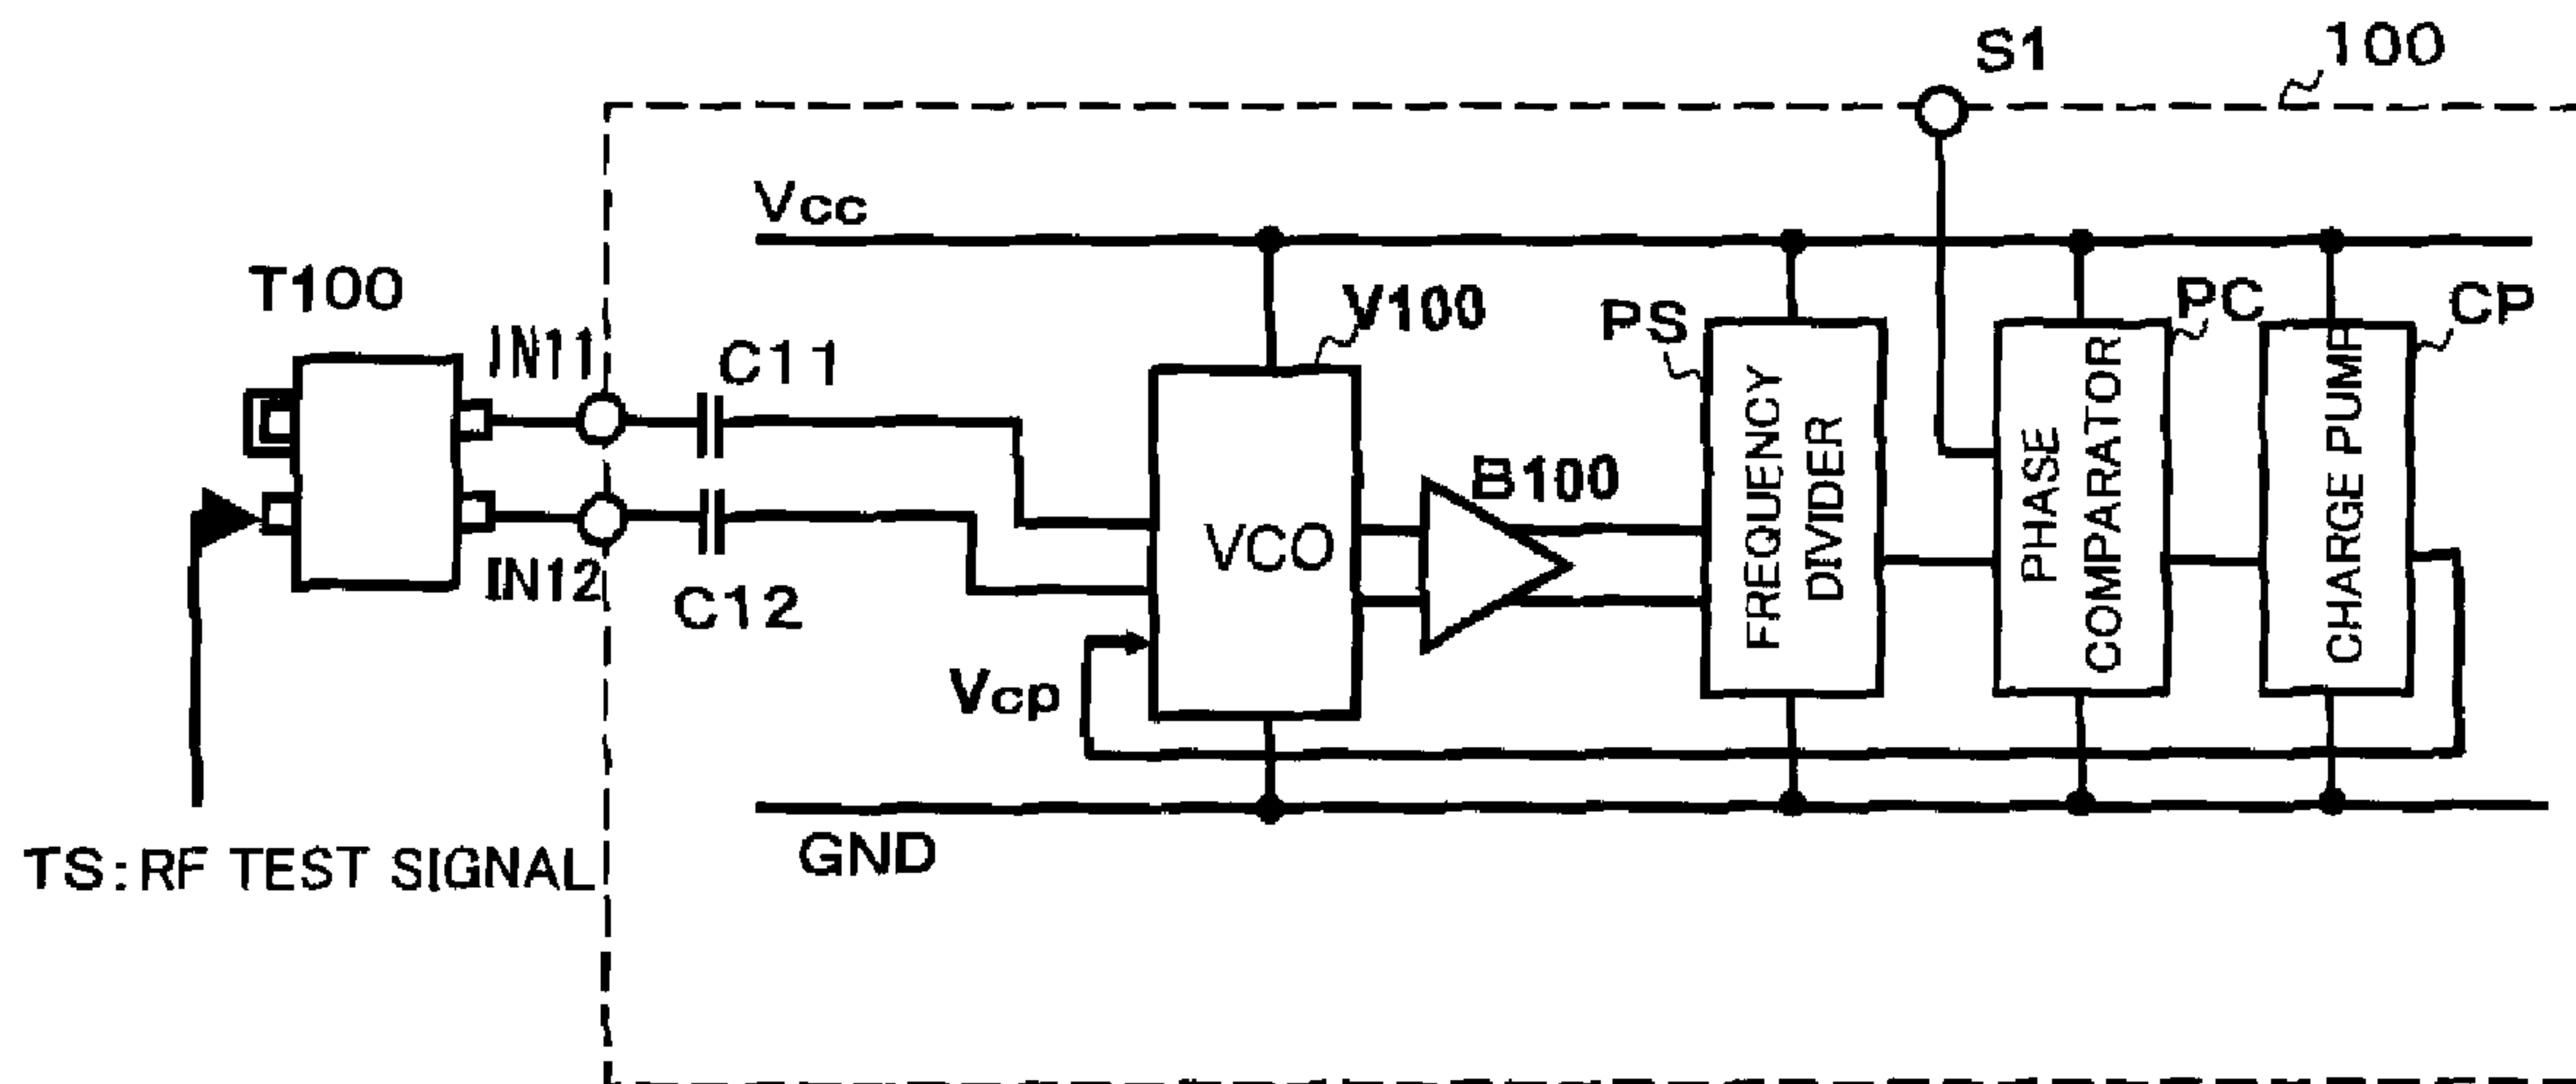 S1
100
Vcc
T100
IN11
C11
V100
PS
PC
CP
B100
VCO
FREQUENCY
DIVIDER
PHASE
COMPARATOR
CHARGE PUMP
IN12
C12
Vcp
TS:RF TEST SIGNAL
GND